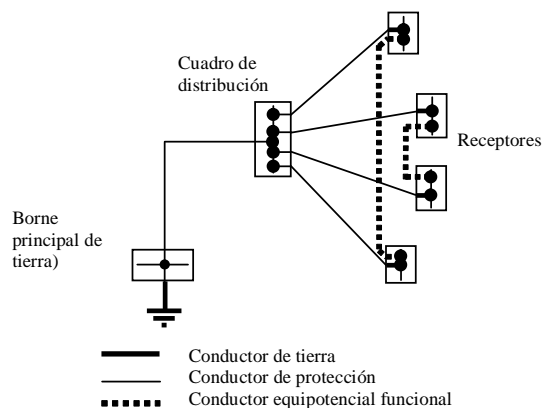 Cuadro de
distribución
Receptores
Borne
principal de
tierra)
Conductor de tierra
Conductor de protección
Conductor equipotencial funcional